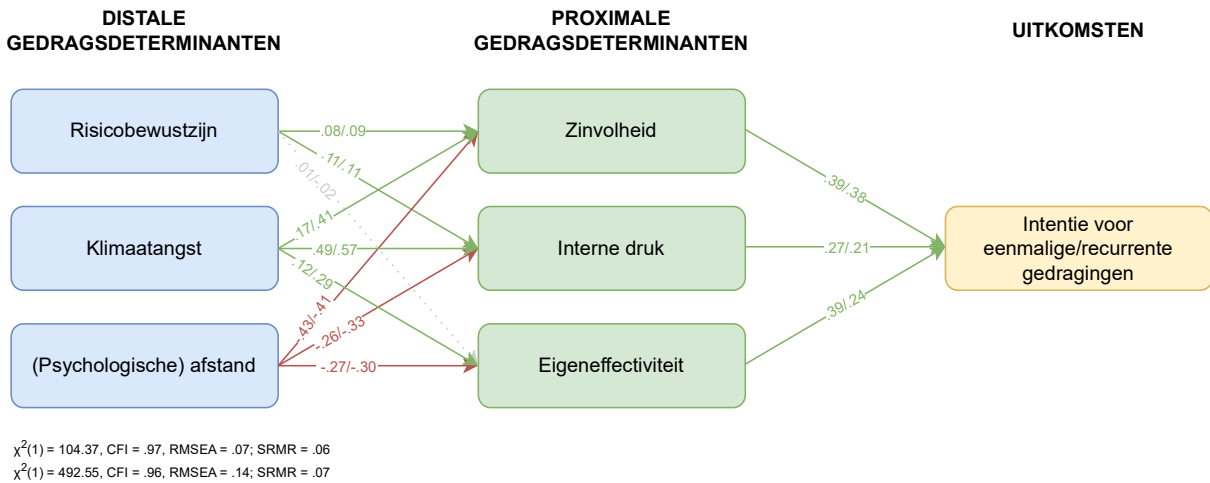 DISTALE
GEDRAGSDETERMINANTEN
PROXIMALE
GEDRAGSDETERMINANTEN
UITKOMSTEN
Risicobewustzijn
.08/.09
Zinvolheid
.11/.11
.01/-.02
.39/.38
.17/.41
Klimaatangst
.49/.57
Interne druk
.27/.21
Intentie voor
eenmalige/recurrente
gedragingen
.12/.29
.43/-.41
-.26/-.33
.39/.24
(Psychologische) afstand
-.27/-.30
Eigeneffectiviteit
χ²(1) = 104.37, CFI = .97, RMSEA = .07; SRMR = .06
χ²(1) = 492.55, CFI = .96, RMSEA = .14; SRMR = .07